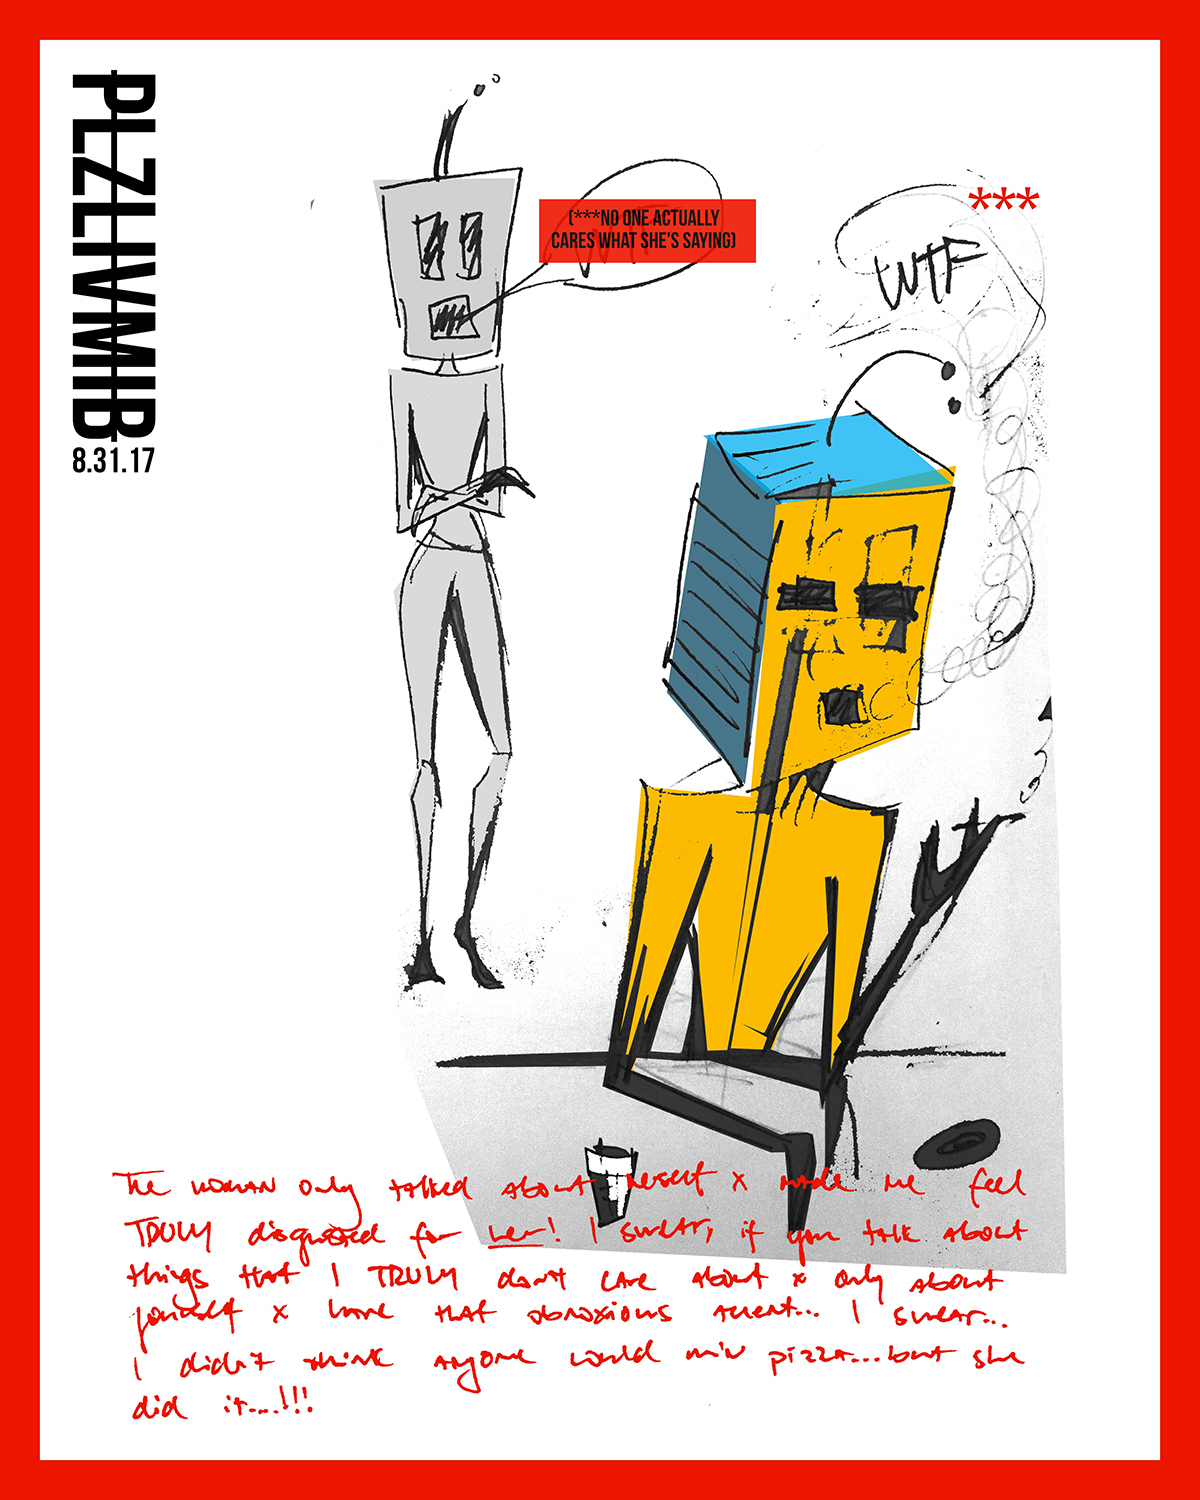 PLZLIVMIB
8.31.17
(***NO ONE ACTUALLY
CARES WHAT SHE'S SAYING)
***
WTF
The woman only talked about herself x made me feel
TRULY disgusted for her! I swear, if you talk about
things that I TRULY don't care about x only about
yourself x have that obnoxious accent... I swear...
I didn't think anyone would ruin pizza...but she
did it....!!!